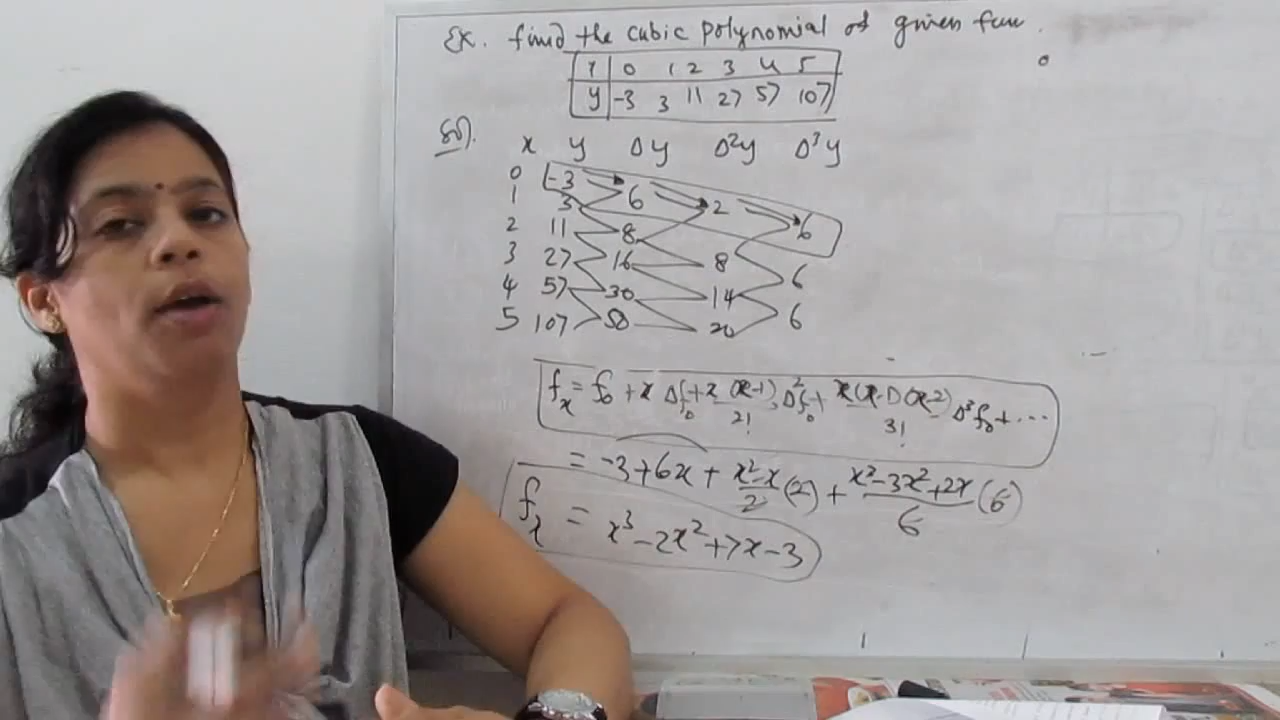 Ex. find the cubic polynomial of given fun.
x 0 1 2 3 4 5
y -3 3 11 27 57 107
Sol.
x y Δy Δ²y Δ³y
0 -3
6
1 3 2
2 11 8 6
3 27 16 8
6
4 57 30 14
6
5 107 50 20
fₓ = f₀ + x Δf₀ + x (x-1)/2! Δ²f₀ + x(x-1)(x-2)/3! Δ³f₀ + ...
= -3+6x + x²-x/2 (2) + x³-3x²+2x/6 (6)
fₓ = x³-2x²+7x-3